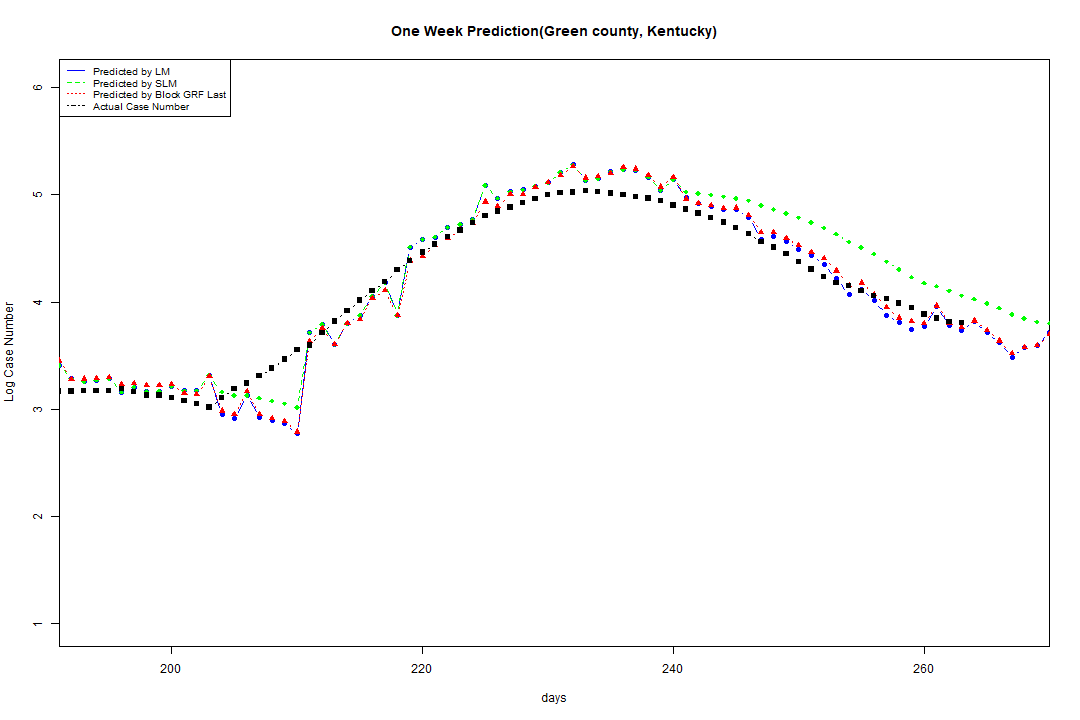 One Week Prediction(Green county, Kentucky)
Predicted by LM
Predicted by SLM
Predicted by Block GRF Last
Actual Case Number
6
5
4
3
2
1
Log Case Number
200 220 240 260
days